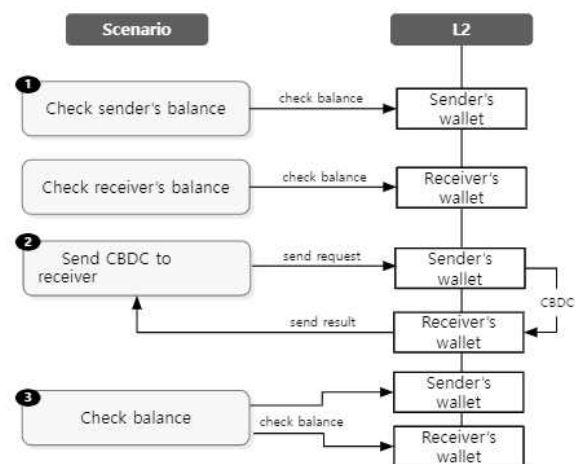 Scenario
L2
1
Check sender's balance
check balance
Sender's
wallet
Check receiver's balance
check balance
Receiver's
wallet
2
Send CBDC to
receiver
send request
Sender's
wallet
CBDC
send result
Receiver's
wallet
3
Check balance
check balance
Sender's
wallet
Receiver's
wallet